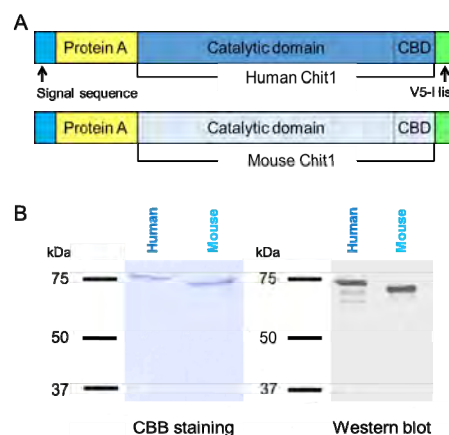 A
Protein A Catalytic domain CBD
Human Chit1
Signal sequence V5-His
Protein A Catalytic domain CBD
Mouse Chit1
B
Human Mouse Human Mouse
kDa kDa
75 75
50 50
37 37
CBB staining Western blot